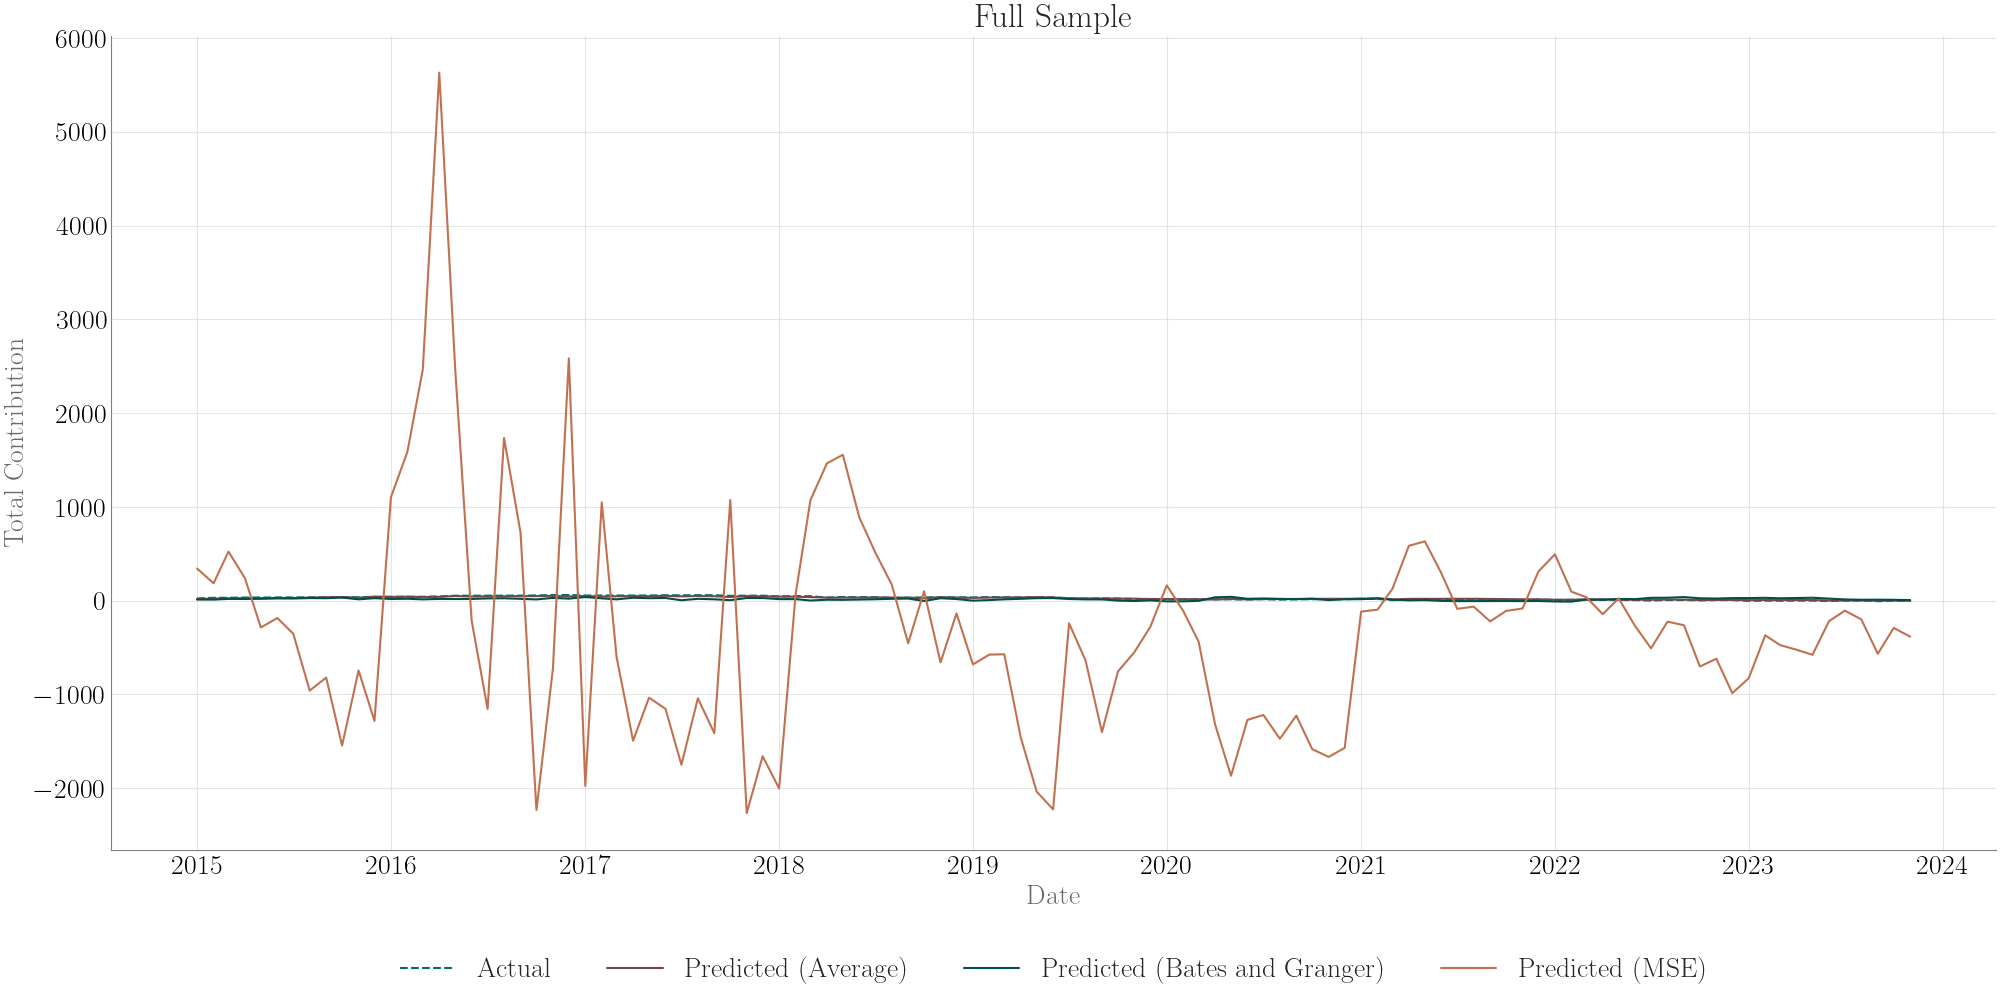 Full Sample
6000
5000
4000
3000
2000
1000
0
−1000
−2000
Total Contribution
2015 2016 2017 2018 2019 2020 2021 2022 2023 2024
Date
Actual Predicted (Average) Predicted (Bates and Granger) Predicted (MSE)